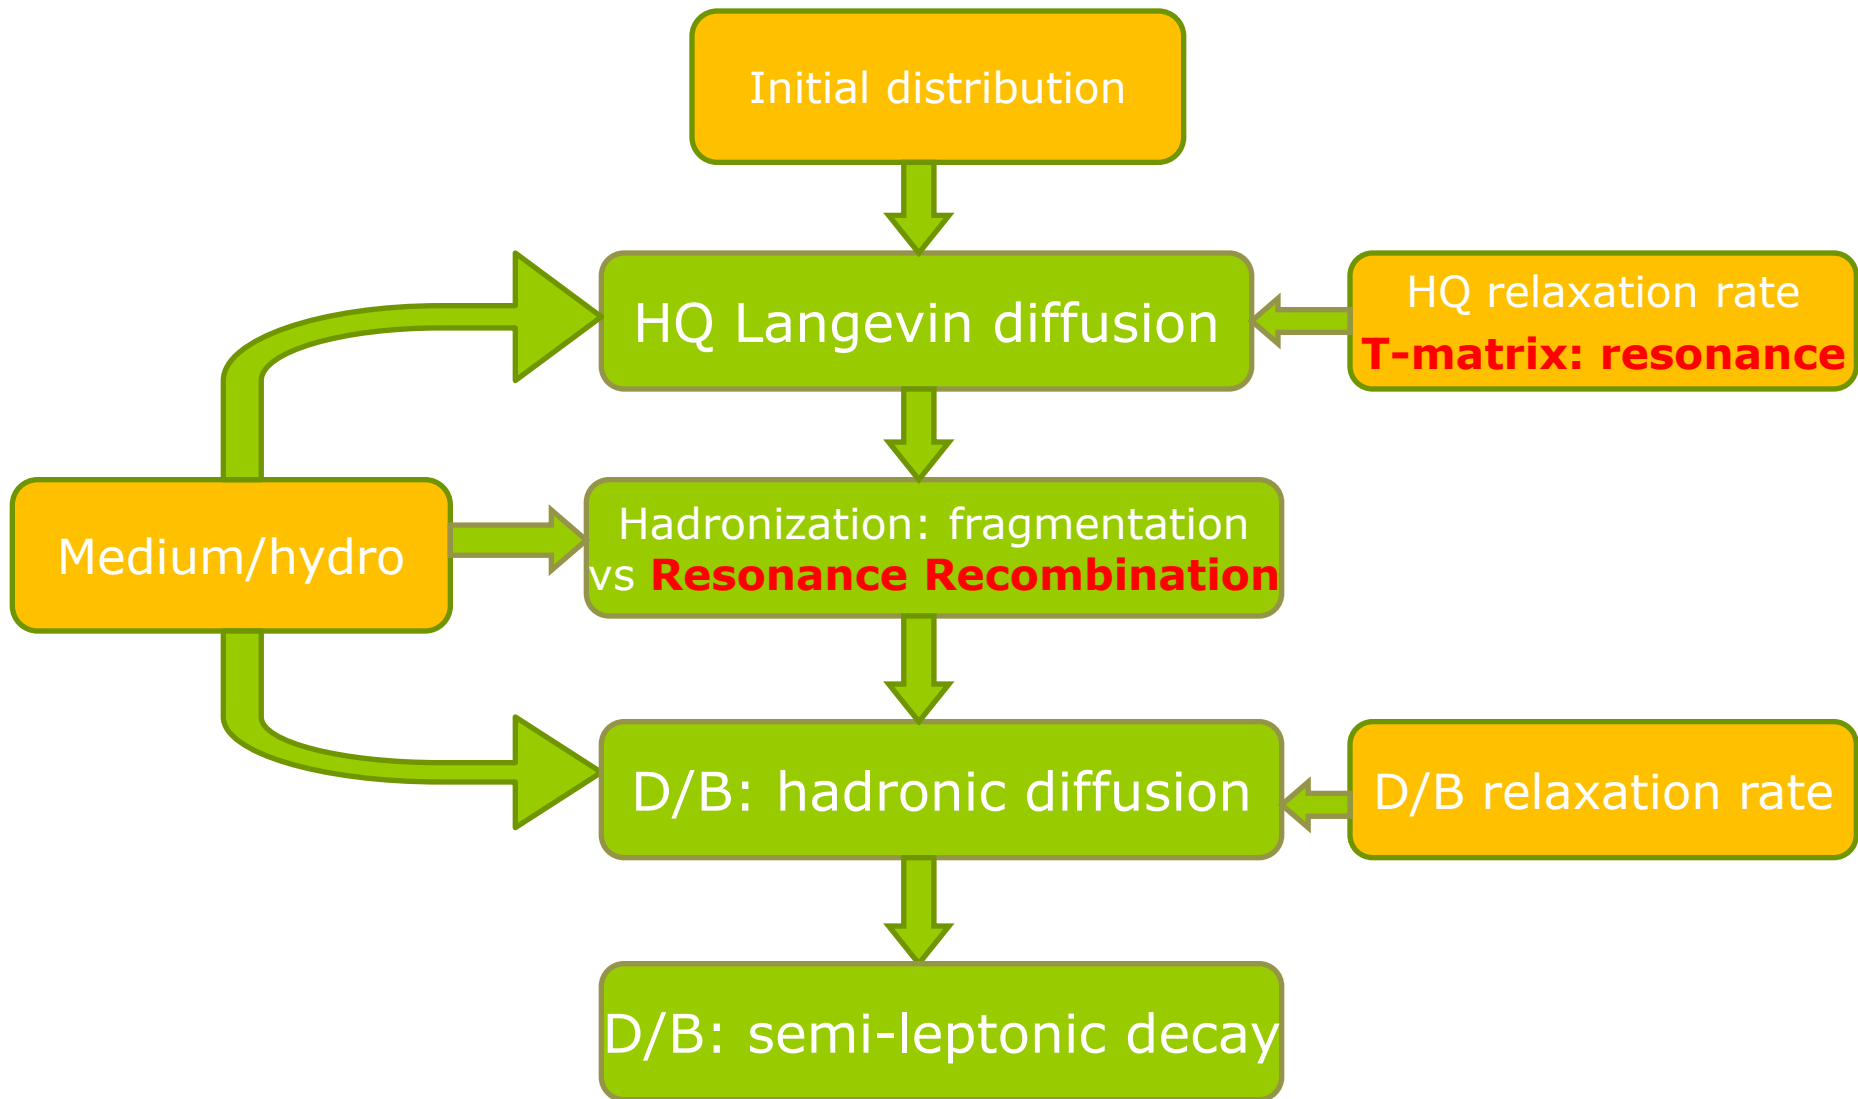 Initial distribution
HQ Langevin diffusion
HQ relaxation rate
T-matrix: resonance
Medium/hydro
Hadronization: fragmentation
vs Resonance Recombination
D/B: hadronic diffusion
D/B relaxation rate
D/B: semi-leptonic decay